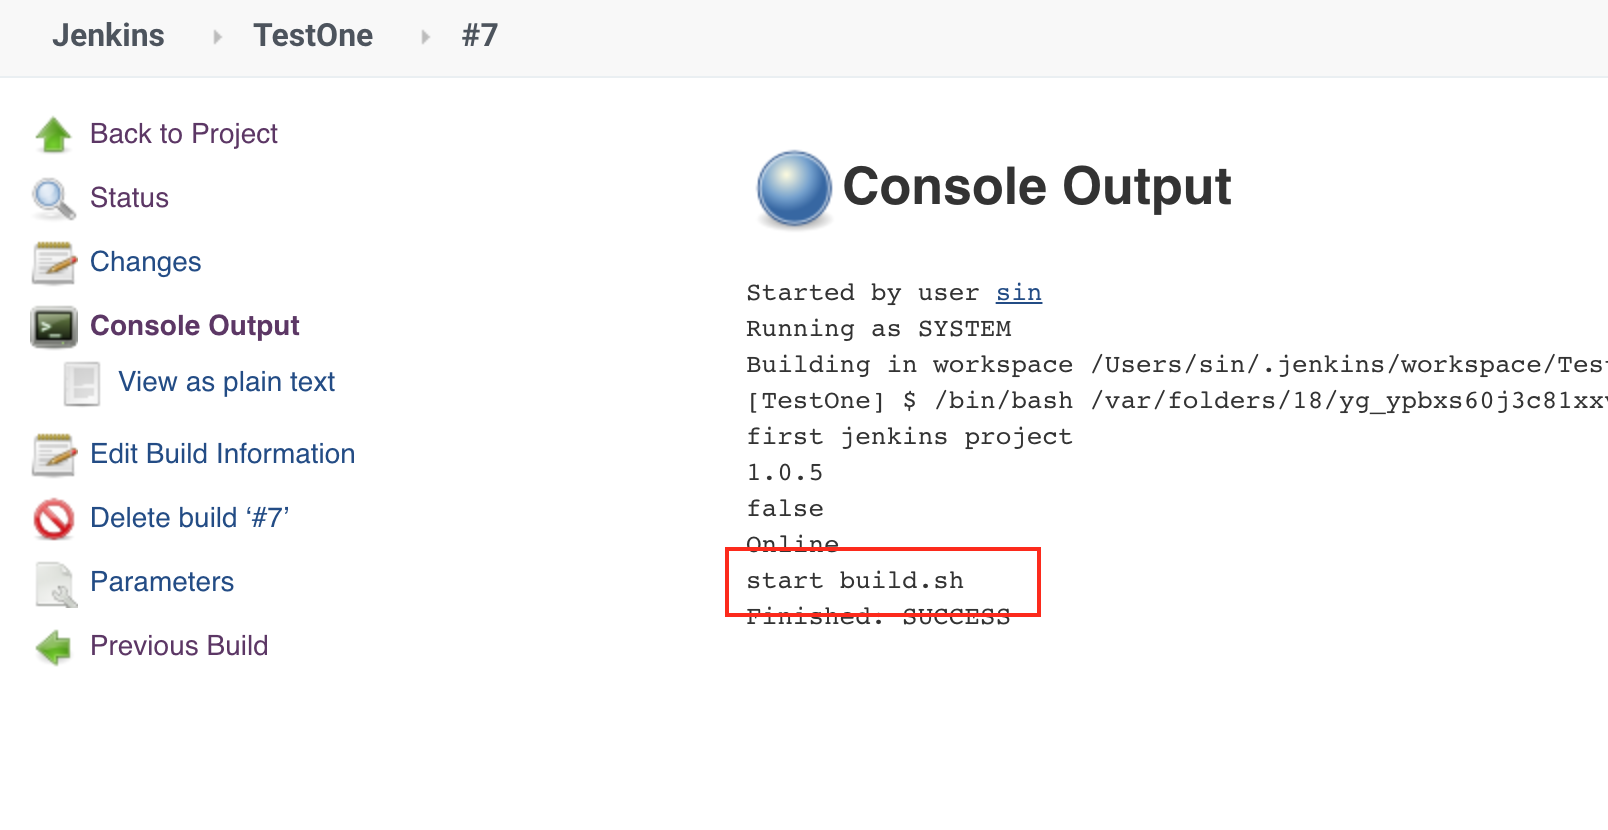 Jenkins TestOne #7
Back to Project
Status
Changes
Console Output
View as plain text
Edit Build Information
Delete build ‘#7’
Parameters
Previous Build
Console Output
Started by user sin
Running as SYSTEM
Building in workspace /Users/sin/.jenkins/workspace/Tes
[TestOne] $ /bin/bash /var/folders/18/yg_ypbxs60j3c81xx
first jenkins project
1.0.5
false
Online
start build.sh
Finished: SUCCESS